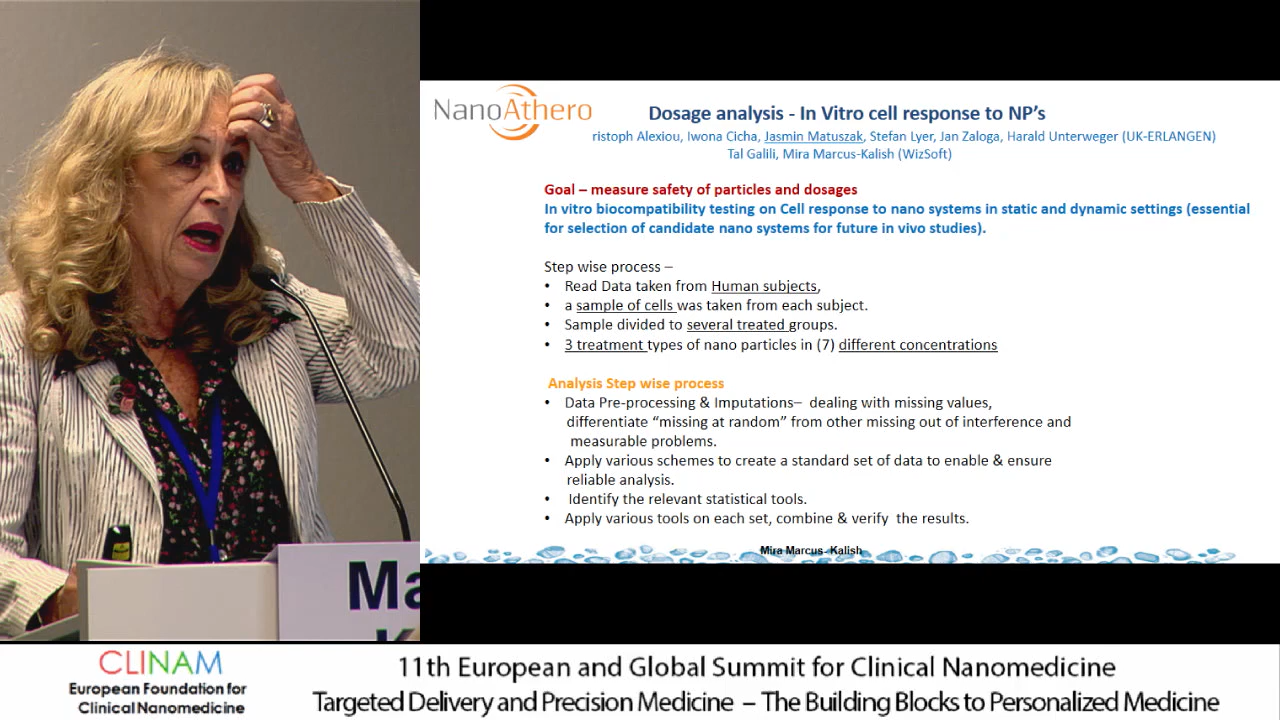 NanoAthero
Dosage analysis - In Vitro cell response to NP's
ristoph Alexiou, Iwona Cicha, Jasmin Matuszak, Stefan Lyer, Jan Zaloga, Harald Unterweger (UK-ERLANGEN)
Tal Galili, Mira Marcus-Kalish (WizSoft)
Goal – measure safety of particles and dosages
In vitro biocompatibility testing on Cell response to nano systems in static and dynamic settings (essential
for selection of candidate nano systems for future in vivo studies).
Step wise process –
• Read Data taken from Human subjects,
• a sample of cells was taken from each subject.
• Sample divided to several treated groups.
• 3 treatment types of nano particles in (7) different concentrations
Analysis Step wise process
• Data Pre-processing & Imputations– dealing with missing values,
differentiate “missing at random” from other missing out of interference and
measurable problems.
• Apply various schemes to create a standard set of data to enable & ensure
reliable analysis.
• Identify the relevant statistical tools.
• Apply various tools on each set, combine & verify the results.
Mira Marcus- Kalish
Ma
K
CLINAM
European Foundation for
Clinical Nanomedicine
11th European and Global Summit for Clinical Nanomedicine
Targeted Delivery and Precision Medicine – The Building Blocks to Personalized Medicine